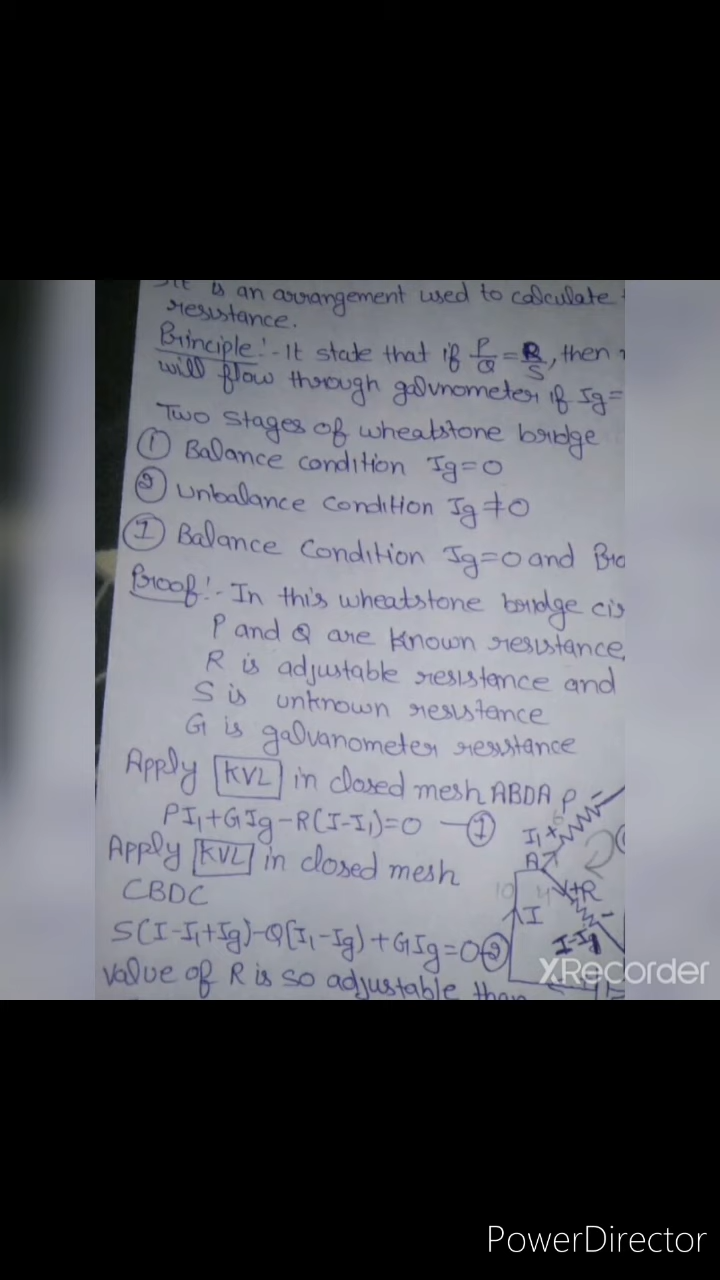 is an arrangement used to calculate
resistance.
Principle:- It state that if P/Q = R/S, then
will flow through galvnometer if Ig=
Two stages of wheatstone bridge
① Balance condition Ig=0
② unbalance condition Ig≠0
① Balance Condition Ig=0 and
Proof:- In this wheatstone bridge
P and Q are known resistance,
R is adjustable resistance and
S is unknown resistence
G is galvanometer resistance
Apply KVL in closed mesh ABDA
PI₁+GIg-R(I-I₁)=0 —①
Apply KVL in closed mesh
CBDC
S(I-I₁+Ig)-Q(I₁-Ig)+GIg=0-②
value of R is so adjustable than
P
I₁ +
A
+R
I
XRecorder
PowerDirector